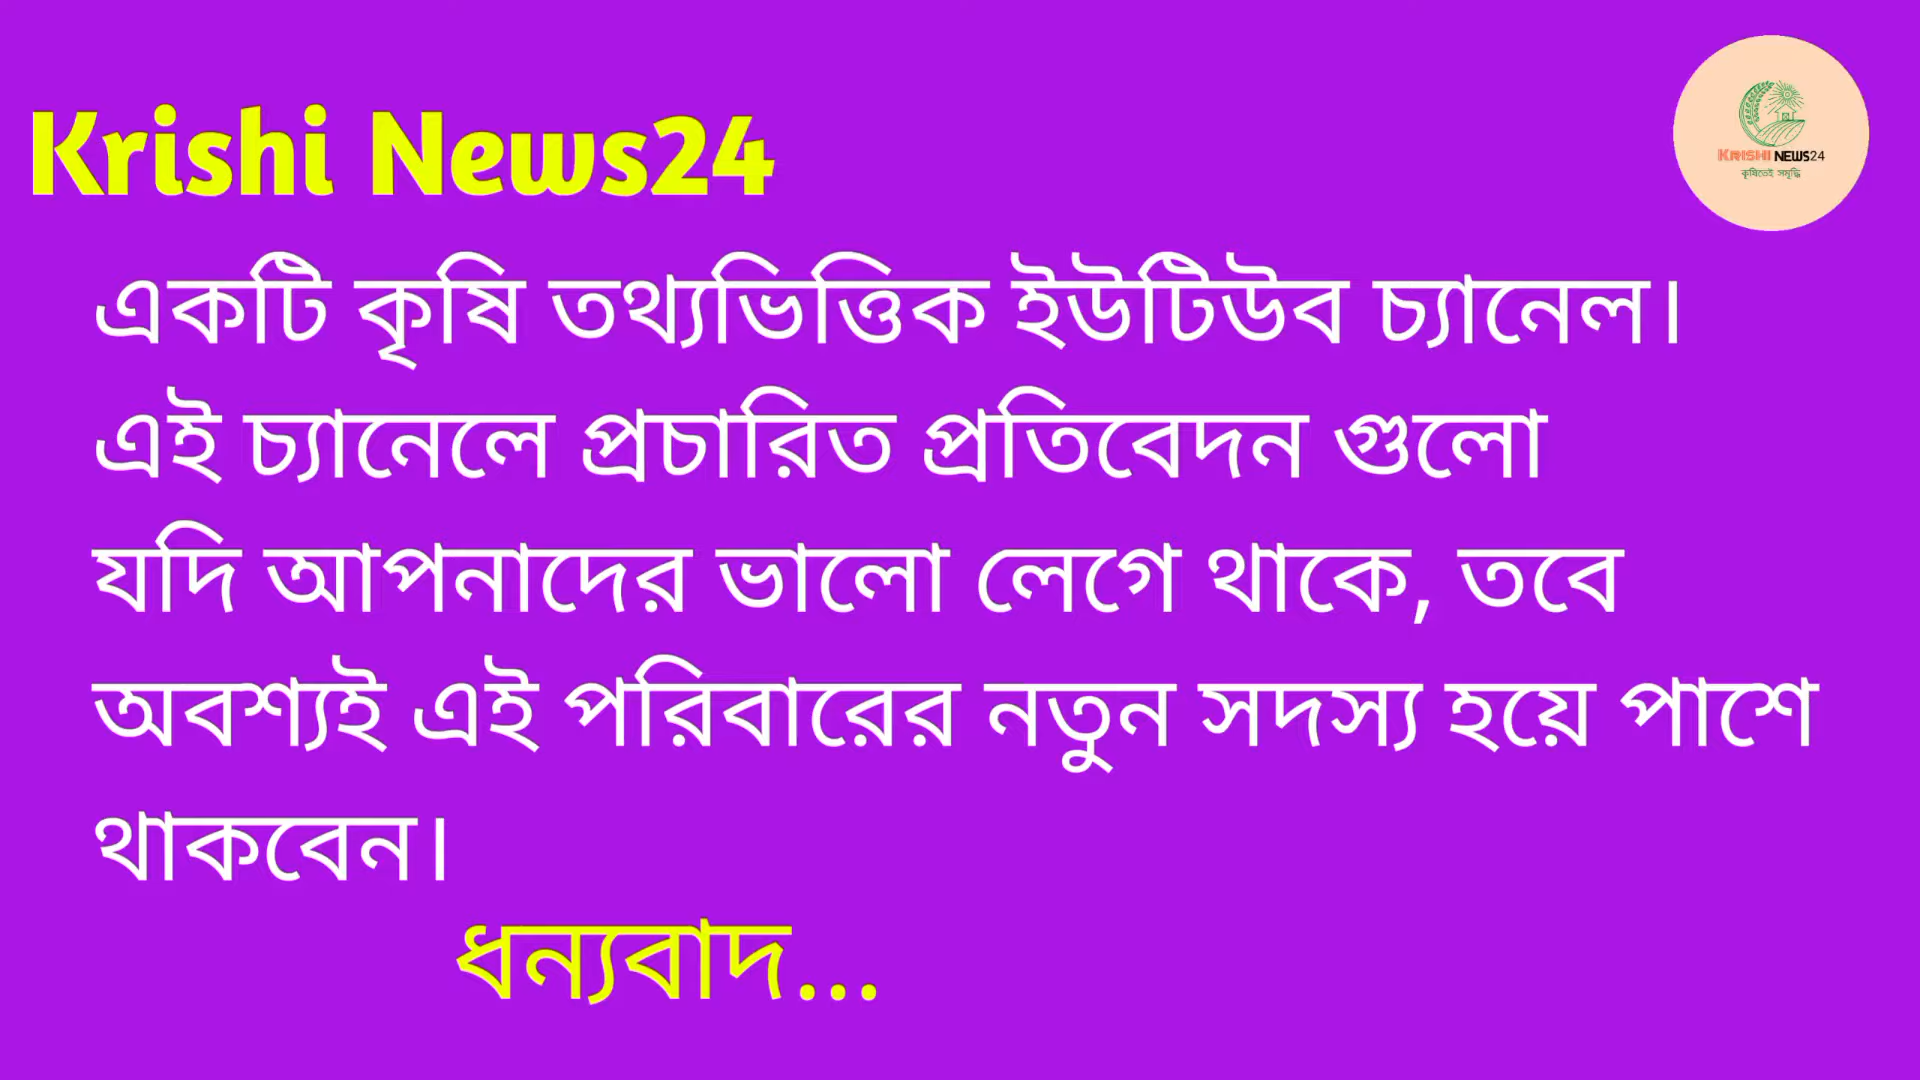 Krishi News24
KRISHI NEWS24
কৃষিতেই সমৃদ্ধি
একটি কৃষি তথ্যভিত্তিক ইউটিউব চ্যানেল।
এই চ্যানেলে প্রচারিত প্রতিবেদন গুলো
যদি আপনাদের ভালো লেগে থাকে, তবে
অবশ্যই এই পরিবারের নতুন সদস্য হয়ে পাশে
থাকবেন।
ধন্যবাদ...